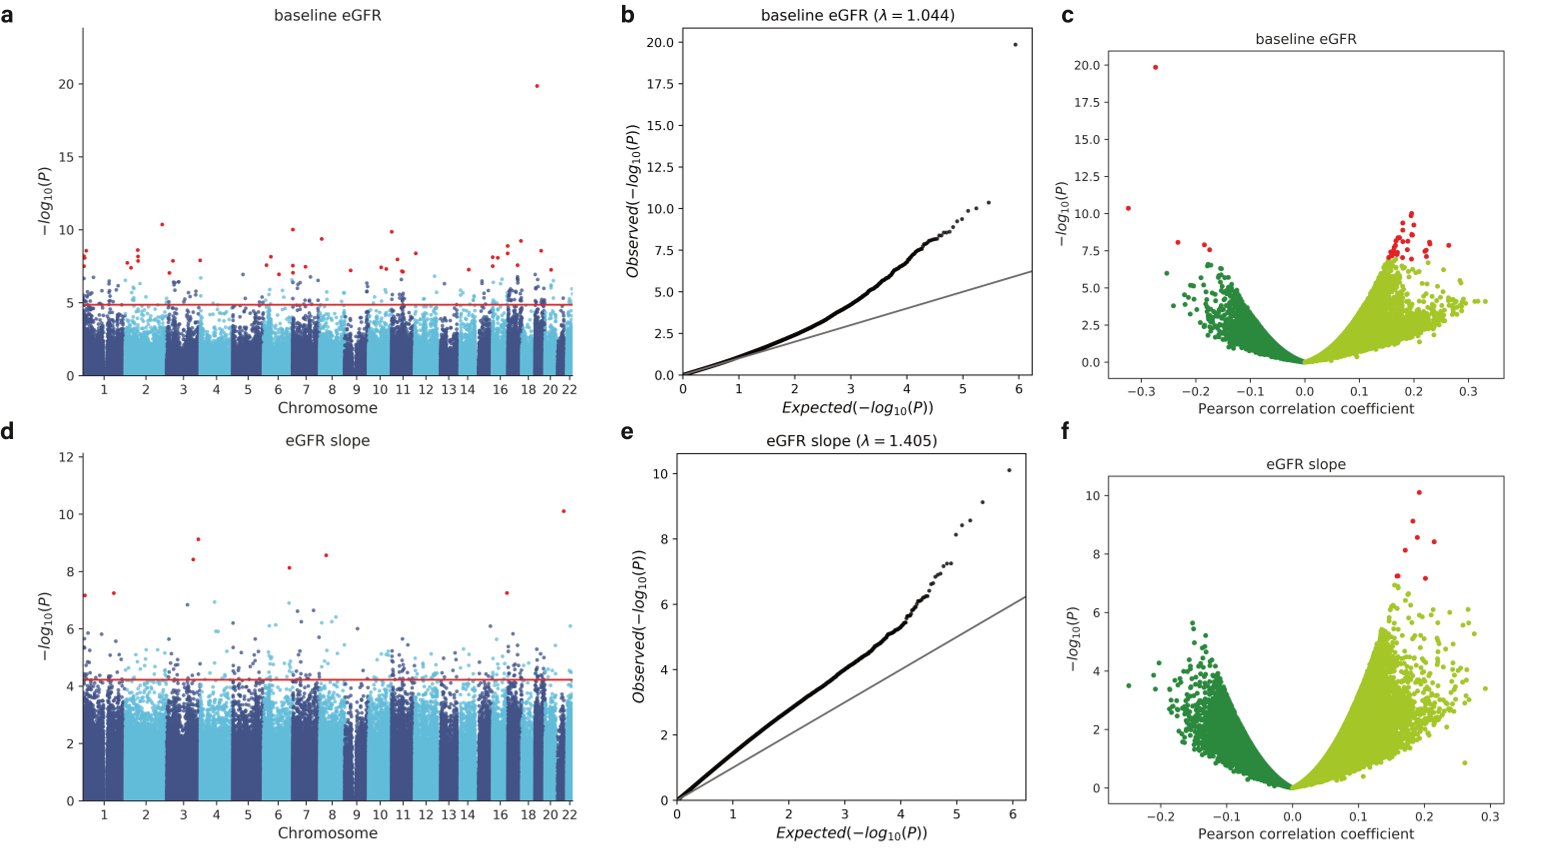 a
baseline eGFR
20
15
10
5
0
−log10(P)
1 2 3 4 5 6 7 8 9 10 11 12 13 14 16 18 20 22
Chromosome
b
baseline eGFR (λ = 1.044)
20.0
17.5
15.0
12.5
10.0
7.5
5.0
2.5
0.0
Observed(−log10(P))
0 1 2 3 4 5 6
Expected(−log10(P))
c
baseline eGFR
20.0
17.5
15.0
12.5
10.0
7.5
5.0
2.5
0.0
−log10(P)
−0.3 −0.2 −0.1 0.0 0.1 0.2 0.3
Pearson correlation coefficient
d
eGFR slope
12
10
8
6
4
2
0
−log10(P)
1 2 3 4 5 6 7 8 9 10 11 12 13 14 16 18 20 22
Chromosome
e
eGFR slope (λ = 1.405)
10
8
6
4
2
0
Observed(−log10(P))
0 1 2 3 4 5 6
Expected(−log10(P))
f
eGFR slope
10
8
6
4
2
0
−log10(P)
−0.2 −0.1 0.0 0.1 0.2 0.3
Pearson correlation coefficient